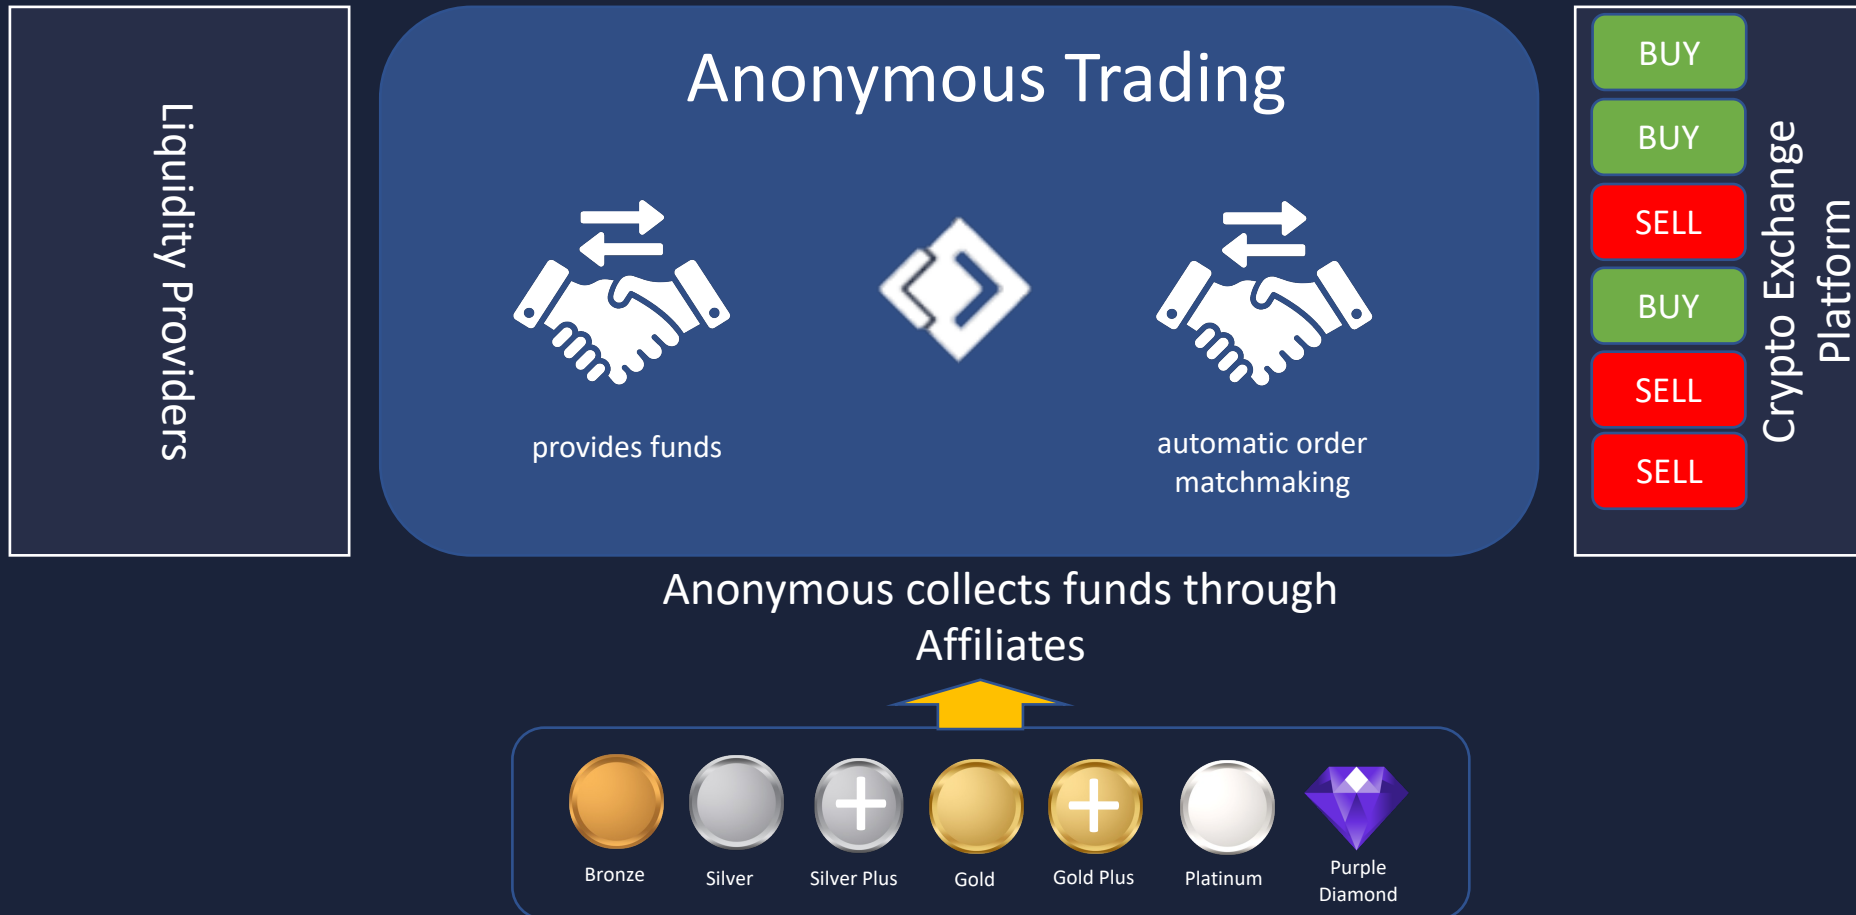 Liquidity Providers
Anonymous Trading
provides funds
automatic order
matchmaking
BUY
BUY
SELL
BUY
SELL
SELL
Crypto Exchange
Platform
Anonymous collects funds through
Affiliates
Bronze
Silver
Silver Plus
Gold
Gold Plus
Platinum
Purple
Diamond